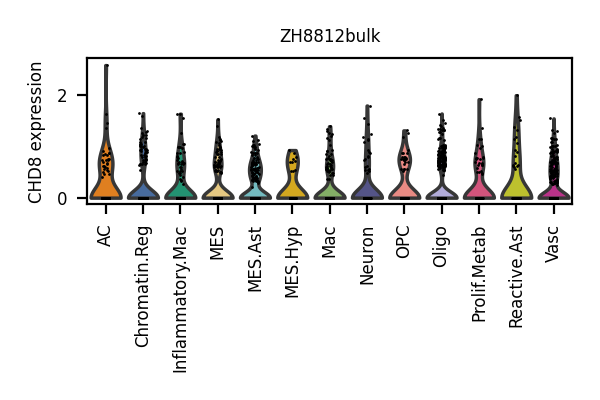 ZH8812bulk
CHD8 expression
2
0
AC
Chromatin.Reg
Inflammatory.Mac
MES
MES.Ast
MES.Hyp
Mac
Neuron
OPC
Oligo
Prolif.Metab
Reactive.Ast
Vasc